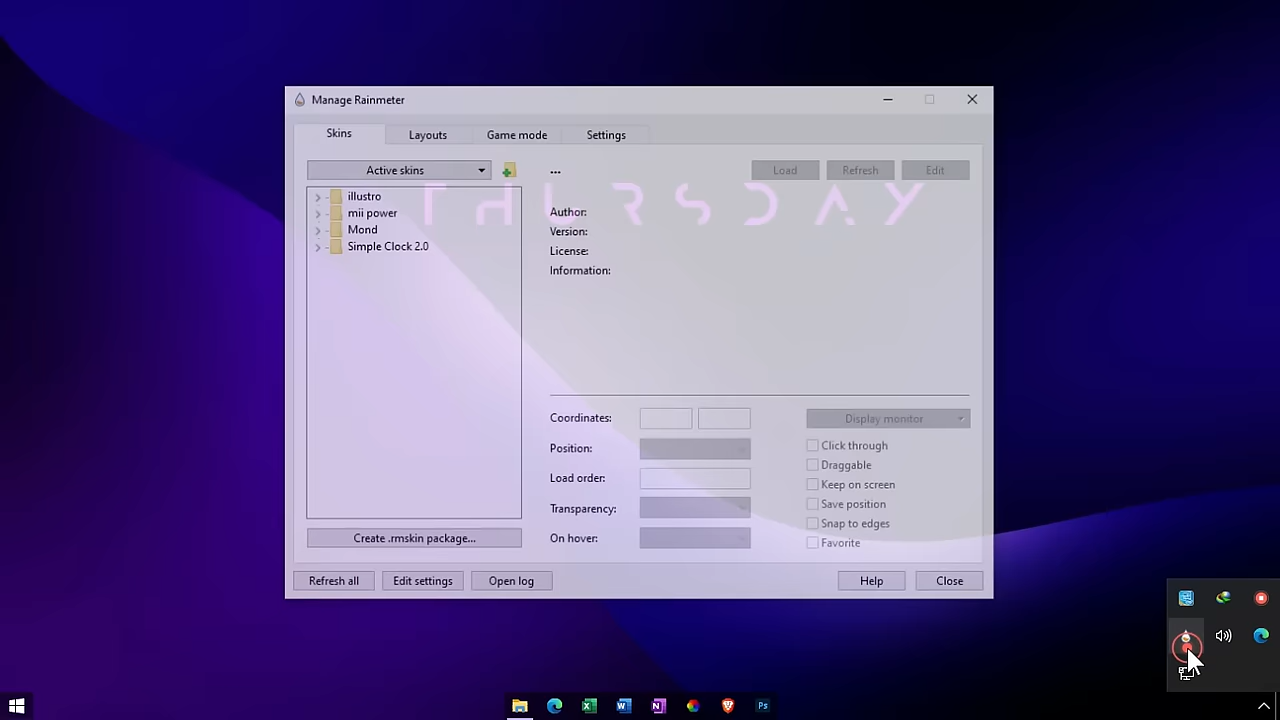 Manage Rainmeter
Skins Layouts Game mode Settings
Active skins ... Load Refresh Edit
illustro
mii power
Mond
Simple Clock 2.0
THURSDAY
Author:
Version:
License:
Information:
Coordinates: Display monitor
Position: Click through
Draggable
Load order: Keep on screen
Transparency: Save position
Snap to edges
On hover: Favorite
Create .rmskin package...
Refresh all Edit settings Open log Help Close
X W N Ps